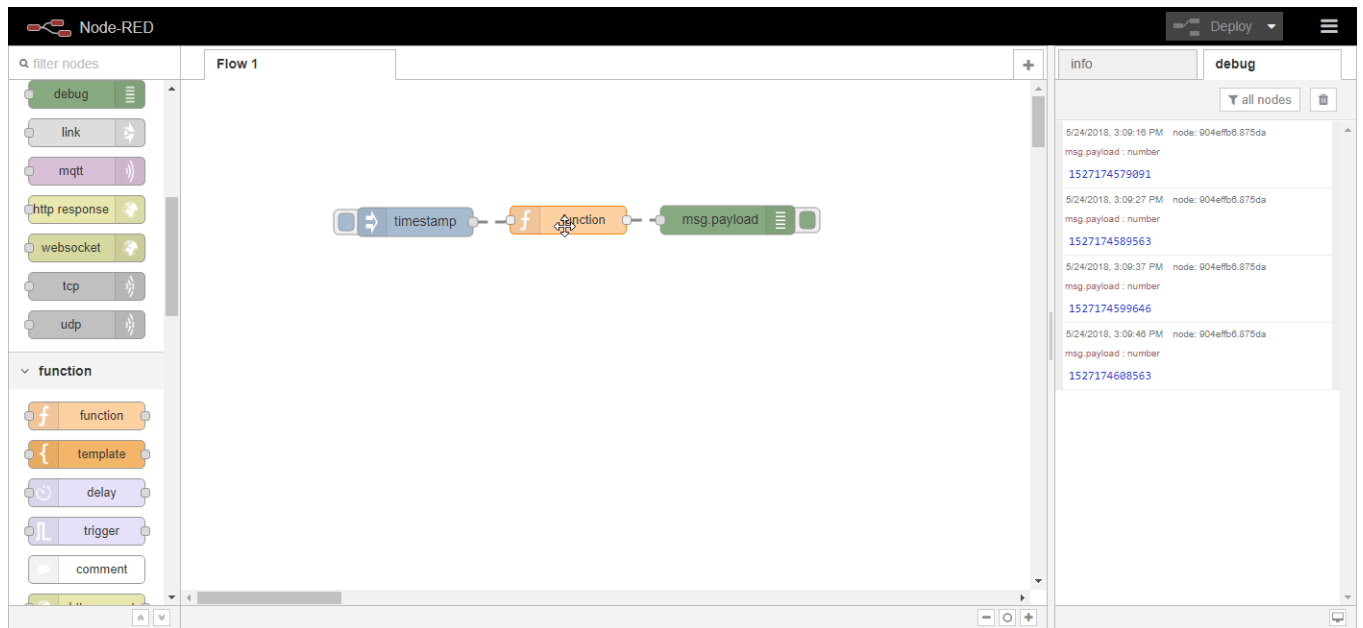 Node-RED
Deploy
filter nodes
debug
link
mqtt
http response
websocket
tcp
udp
function
function
template
delay
trigger
comment
Flow 1
timestamp
msg.payload
info
debug
all nodes
5/24/2018, 3:09:16 PM node: 904effb6.875da
msg.payload : number
1527174579091
5/24/2018, 3:09:27 PM node: 904effb6.875da
msg.payload : number
1527174589563
5/24/2018, 3:09:37 PM node: 904effb6.875da
msg.payload : number
1527174599646
5/24/2018, 3:09:46 PM node: 904effb6.875da
msg.payload : number
1527174608563